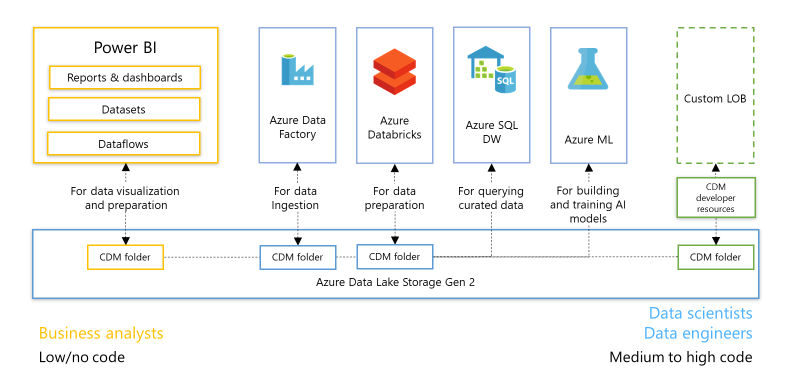 Power BI
Reports & dashboards
Datasets
Dataflows
Azure Data
Factory
Azure
Databricks
SQL
Azure SQL
DW
Azure ML
Custom LOB
For data visualization
and preparation
For data
Ingestion
For data
preparation
For querying
curated data
For building
and training AI
models
CDM
developer
resources
CDM folder
CDM folder
CDM folder
CDM folder
Azure Data Lake Storage Gen 2
Business analysts
Low/no code
Data scientists
Data engineers
Medium to high code